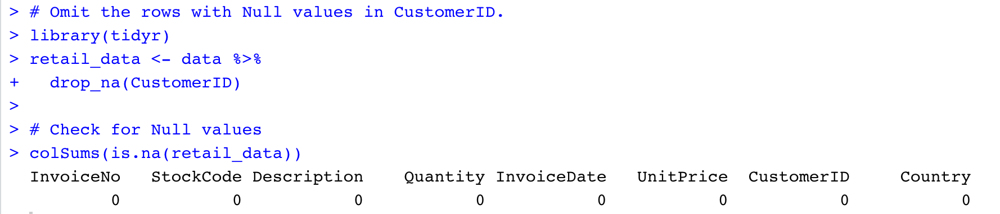 > # Omit the rows with Null values in CustomerID.
> library(tidyr)
> retail_data <- data %>%
+   drop_na(CustomerID)
>
> # Check for Null values
> colSums(is.na(retail_data))
  InvoiceNo   StockCode Description    Quantity InvoiceDate   UnitPrice  CustomerID     Country
          0           0           0           0           0           0           0           0